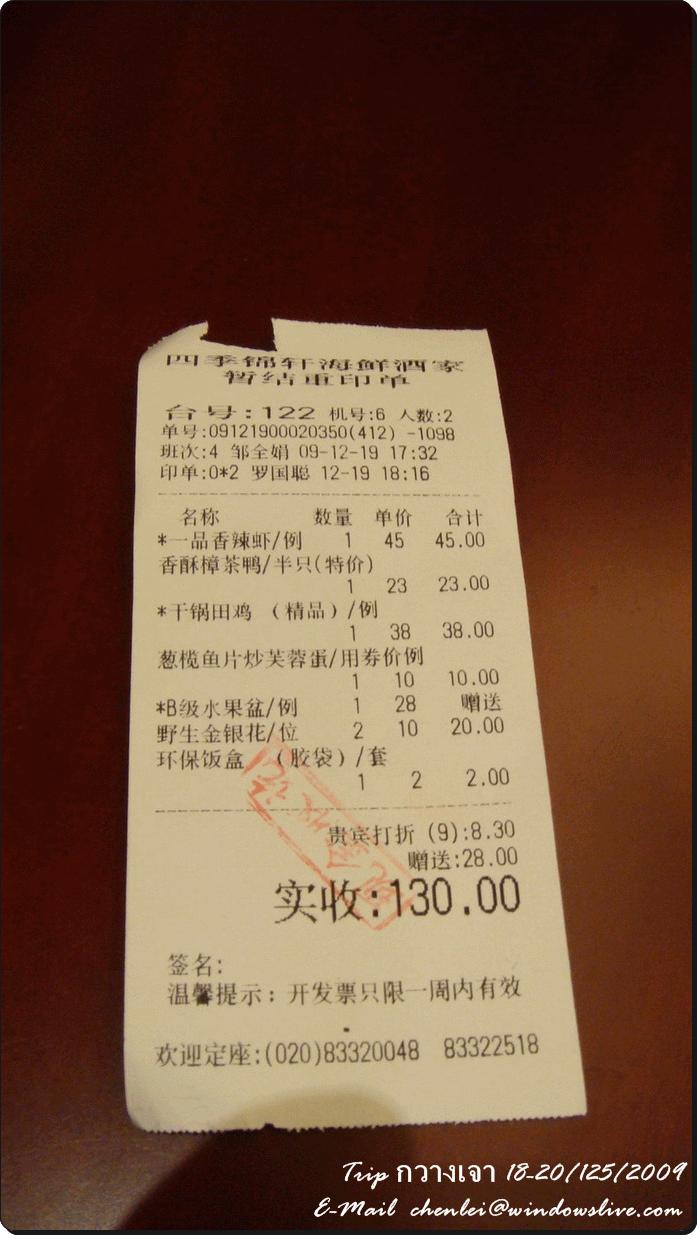 四季锦轩海鲜酒家
暂结重印单
台号:122 机号:6 人数:2
单号:09121900020350(412) -1098
班次:4 邹全娟 09-12-19 17:32
印单:0*2 罗国聪 12-19 18:16
名称 数量 单价 合计
*一品香辣虾/例 1 45 45.00
香酥樟茶鸭/半只(特价)
1 23 23.00
*干锅田鸡 （精品）/例
1 38 38.00
葱榄鱼片炒芙蓉蛋/用券价例
1 10 10.00
*B级水果盆/例 1 28 赠送
野生金银花/位 2 10 20.00
环保饭盒 （胶袋）/套
1 2 2.00
贵宾打折 (9):8.30
赠送:28.00
实收:130.00
现金收讫
签名:
温馨提示: 开发票只限一周内有效
欢迎定座:(020)83320048 83322518
Trip กวางเจา 18-20/125/2009
E-Mail chenlei@windowslive.com